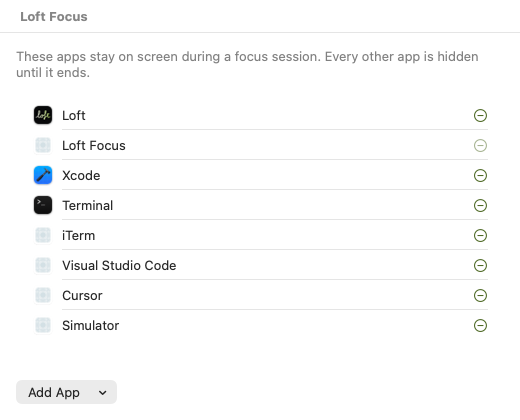 Loft Focus
These apps stay on screen during a focus session. Every other app is hidden
until it ends.
Loft
Loft Focus
Xcode
Terminal
iTerm
Visual Studio Code
Cursor
Simulator
Add App